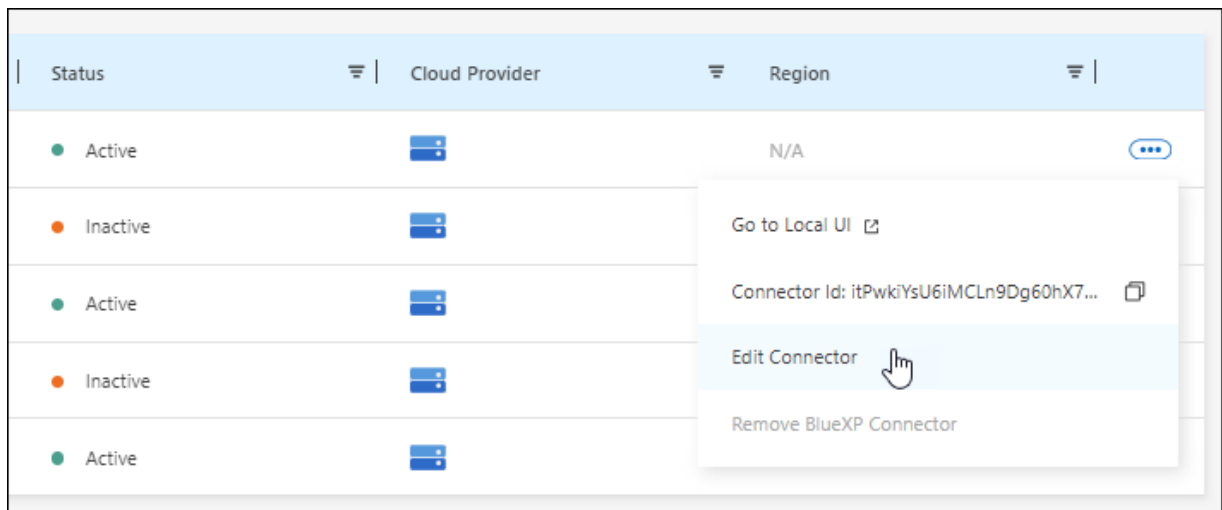 Status Cloud Provider Region
Active N/A
Inactive Go to Local UI
Connector Id: itPwkiYsU6iMCLn9Dg60hX7...
Active
Edit Connector
Inactive
Remove BlueXP Connector
Active